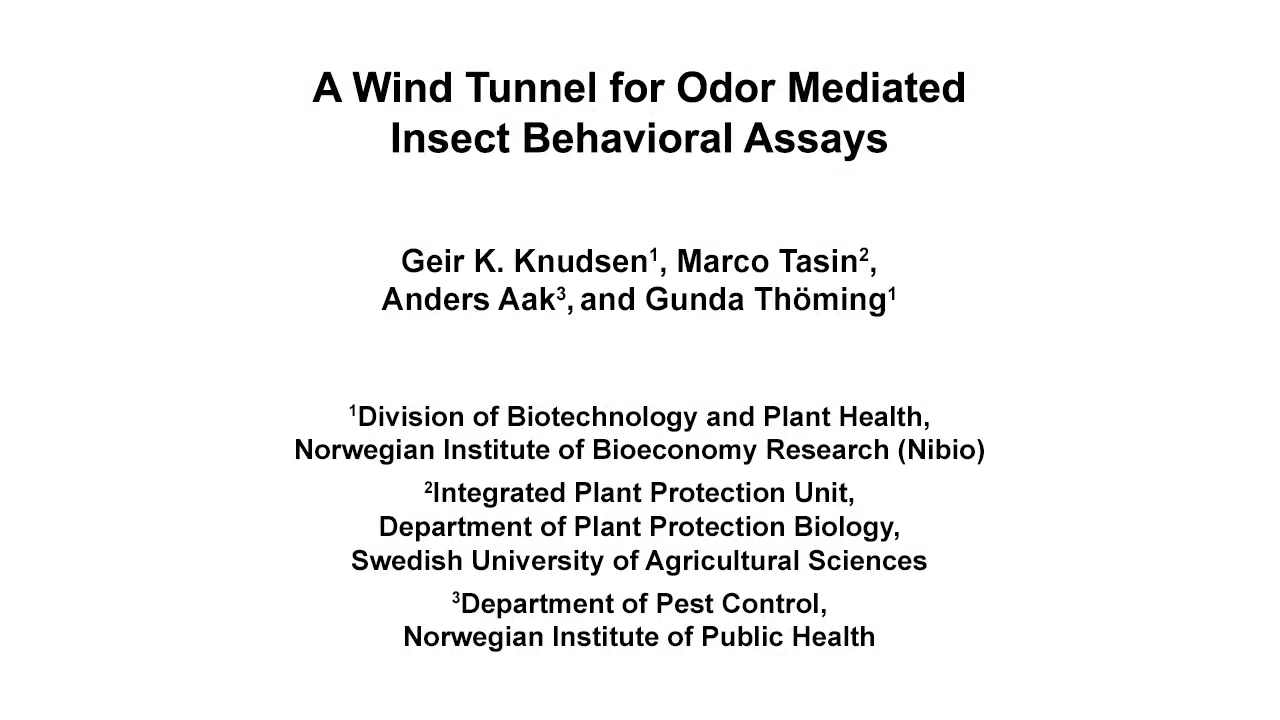 A Wind Tunnel for Odor Mediated
Insect Behavioral Assays
Geir K. Knudsen¹, Marco Tasin²,
Anders Aak³, and Gunda Thöming¹
¹Division of Biotechnology and Plant Health,
Norwegian Institute of Bioeconomy Research (Nibio)
²Integrated Plant Protection Unit,
Department of Plant Protection Biology,
Swedish University of Agricultural Sciences
³Department of Pest Control,
Norwegian Institute of Public Health